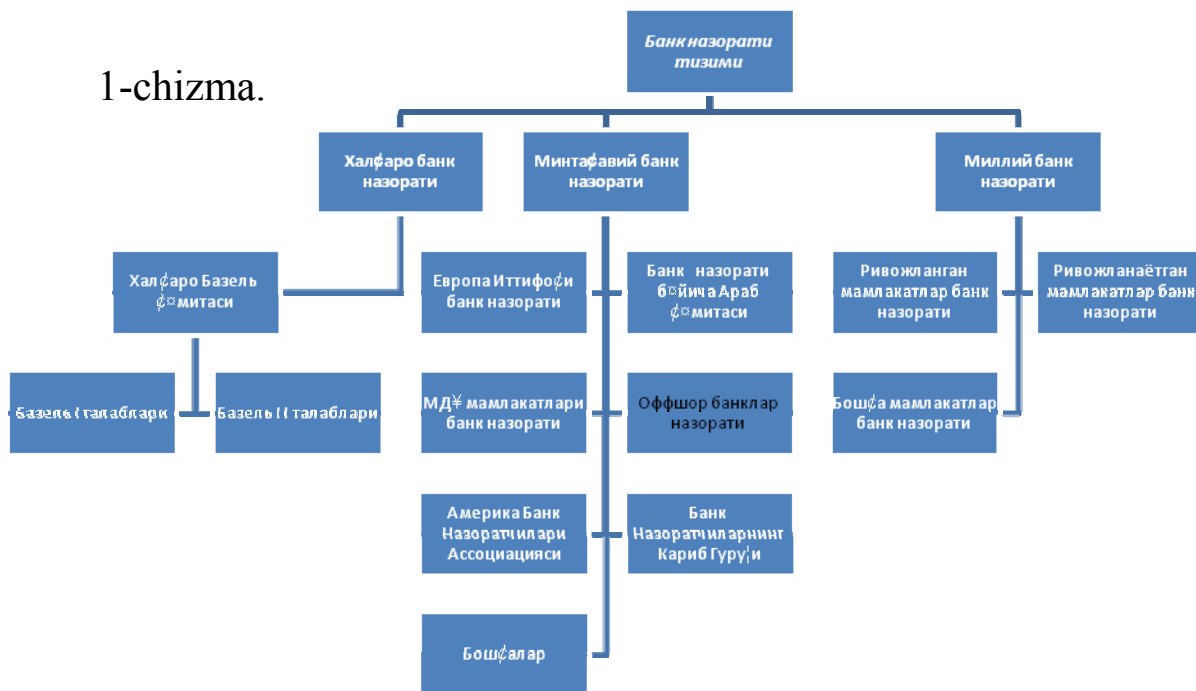 1-chizma.
Банк назорати
тизими
Хал¢аро банк
назорати
Минта¢авий банк
назорати
Миллий банк
назорати
Хал¢аро Базель
¢¤митаси
Европа Иттифо¢и
банк назорати
Банк назорати
б¤йича Араб
¢¤митаси
Ривожланган
мамлакатлар банк
назорати
Ривожланаётган
мамлакатлар банк
назорати
Базель I талаблари
Базель II талаблари
МД¥ мамлакатлари
банк назорати
Оффшор банклар
назорати
Бош¢а мамлакатлар
банк назорати
Америка Банк
Назоратчилари
Ассоциацияси
Банк
Назоратчиларнинг
Кариб Гуру¦и
Бош¢алар